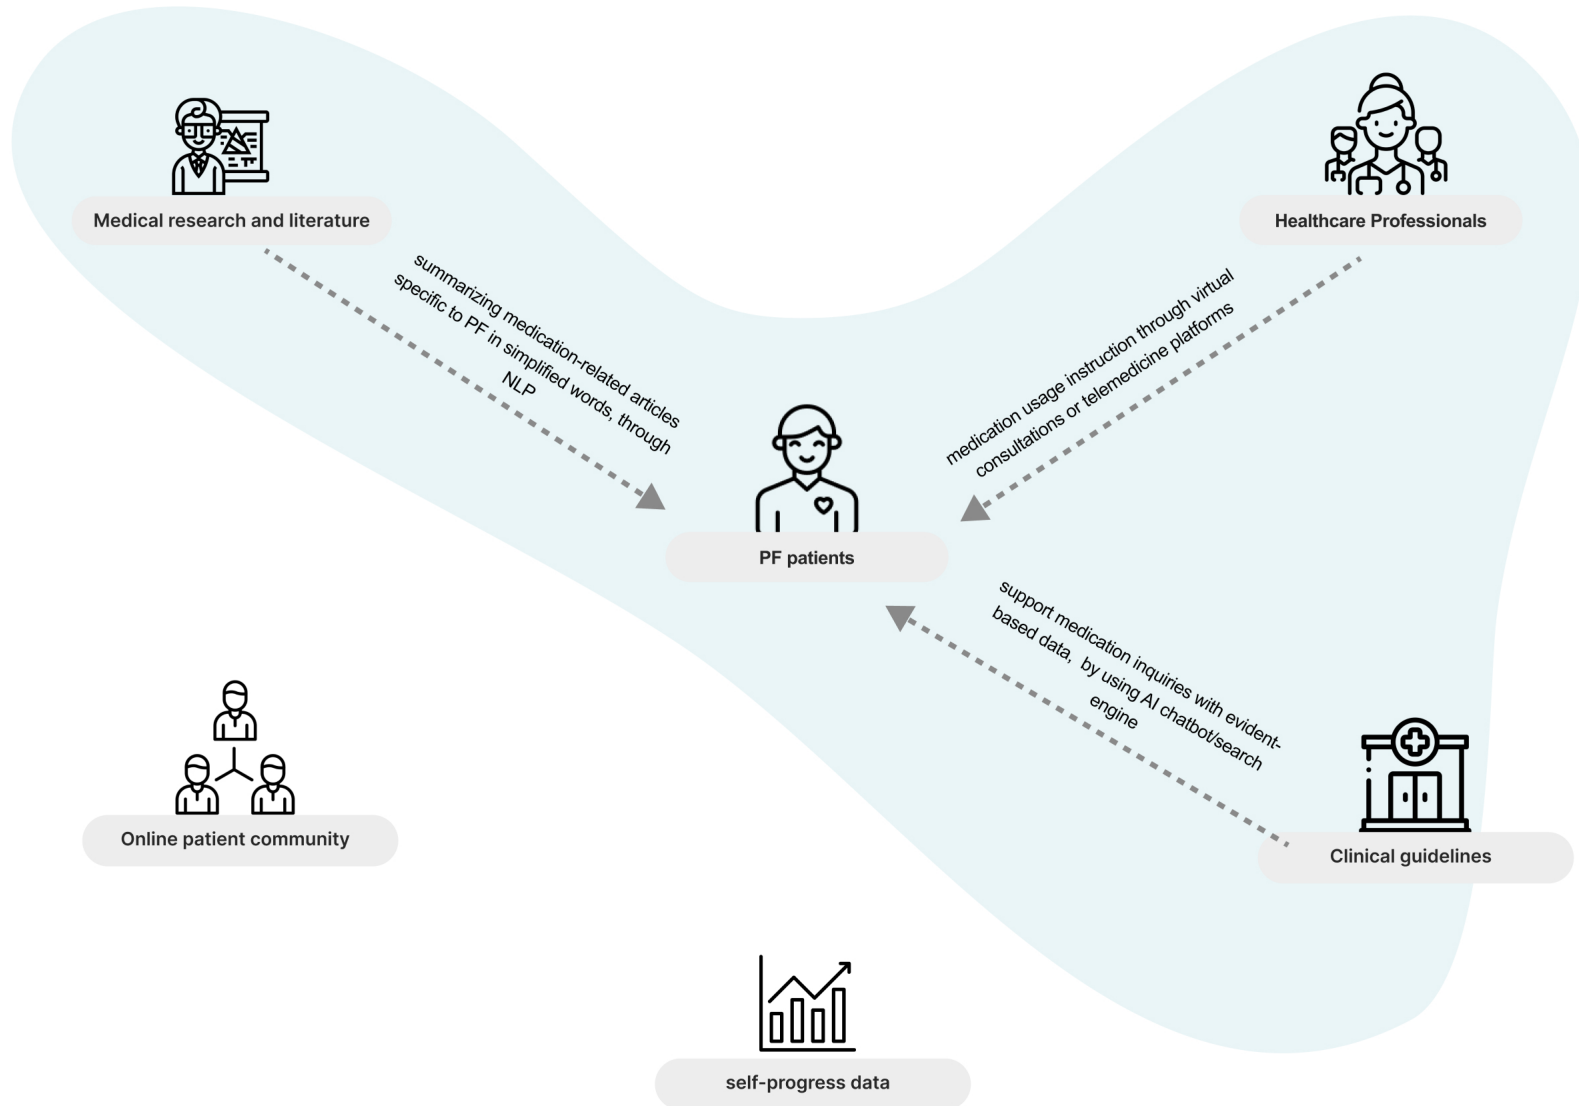 Medical research and literature
Healthcare Professionals
summarizing medication-related articles
specific to PF in simplified words, through
NLP
medication usage instruction through virtual
consultations or telemedicine platforms
PF patients
support medication inquiries with evident-
based data, by using AI chatbot/search
engine
Online patient community
Clinical guidelines
self-progress data